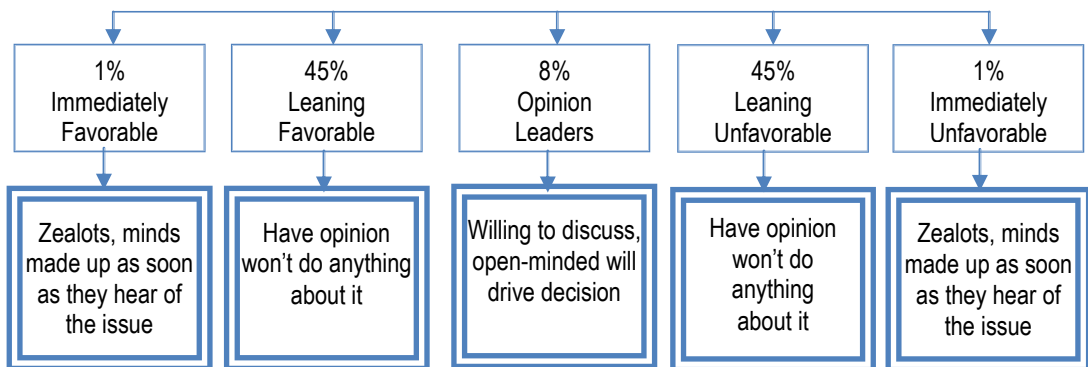 1%
Immediately
Favorable
45%
Leaning
Favorable
8%
Opinion
Leaders
45%
Leaning
Unfavorable
1%
Immediately
Unfavorable
Zealots, minds
made up as soon
as they hear of
the issue
Have opinion
won’t do anything
about it
Willing to discuss,
open-minded will
drive decision
Have opinion
won’t do
anything
about it
Zealots, minds
made up as soon
as they hear of
the issue